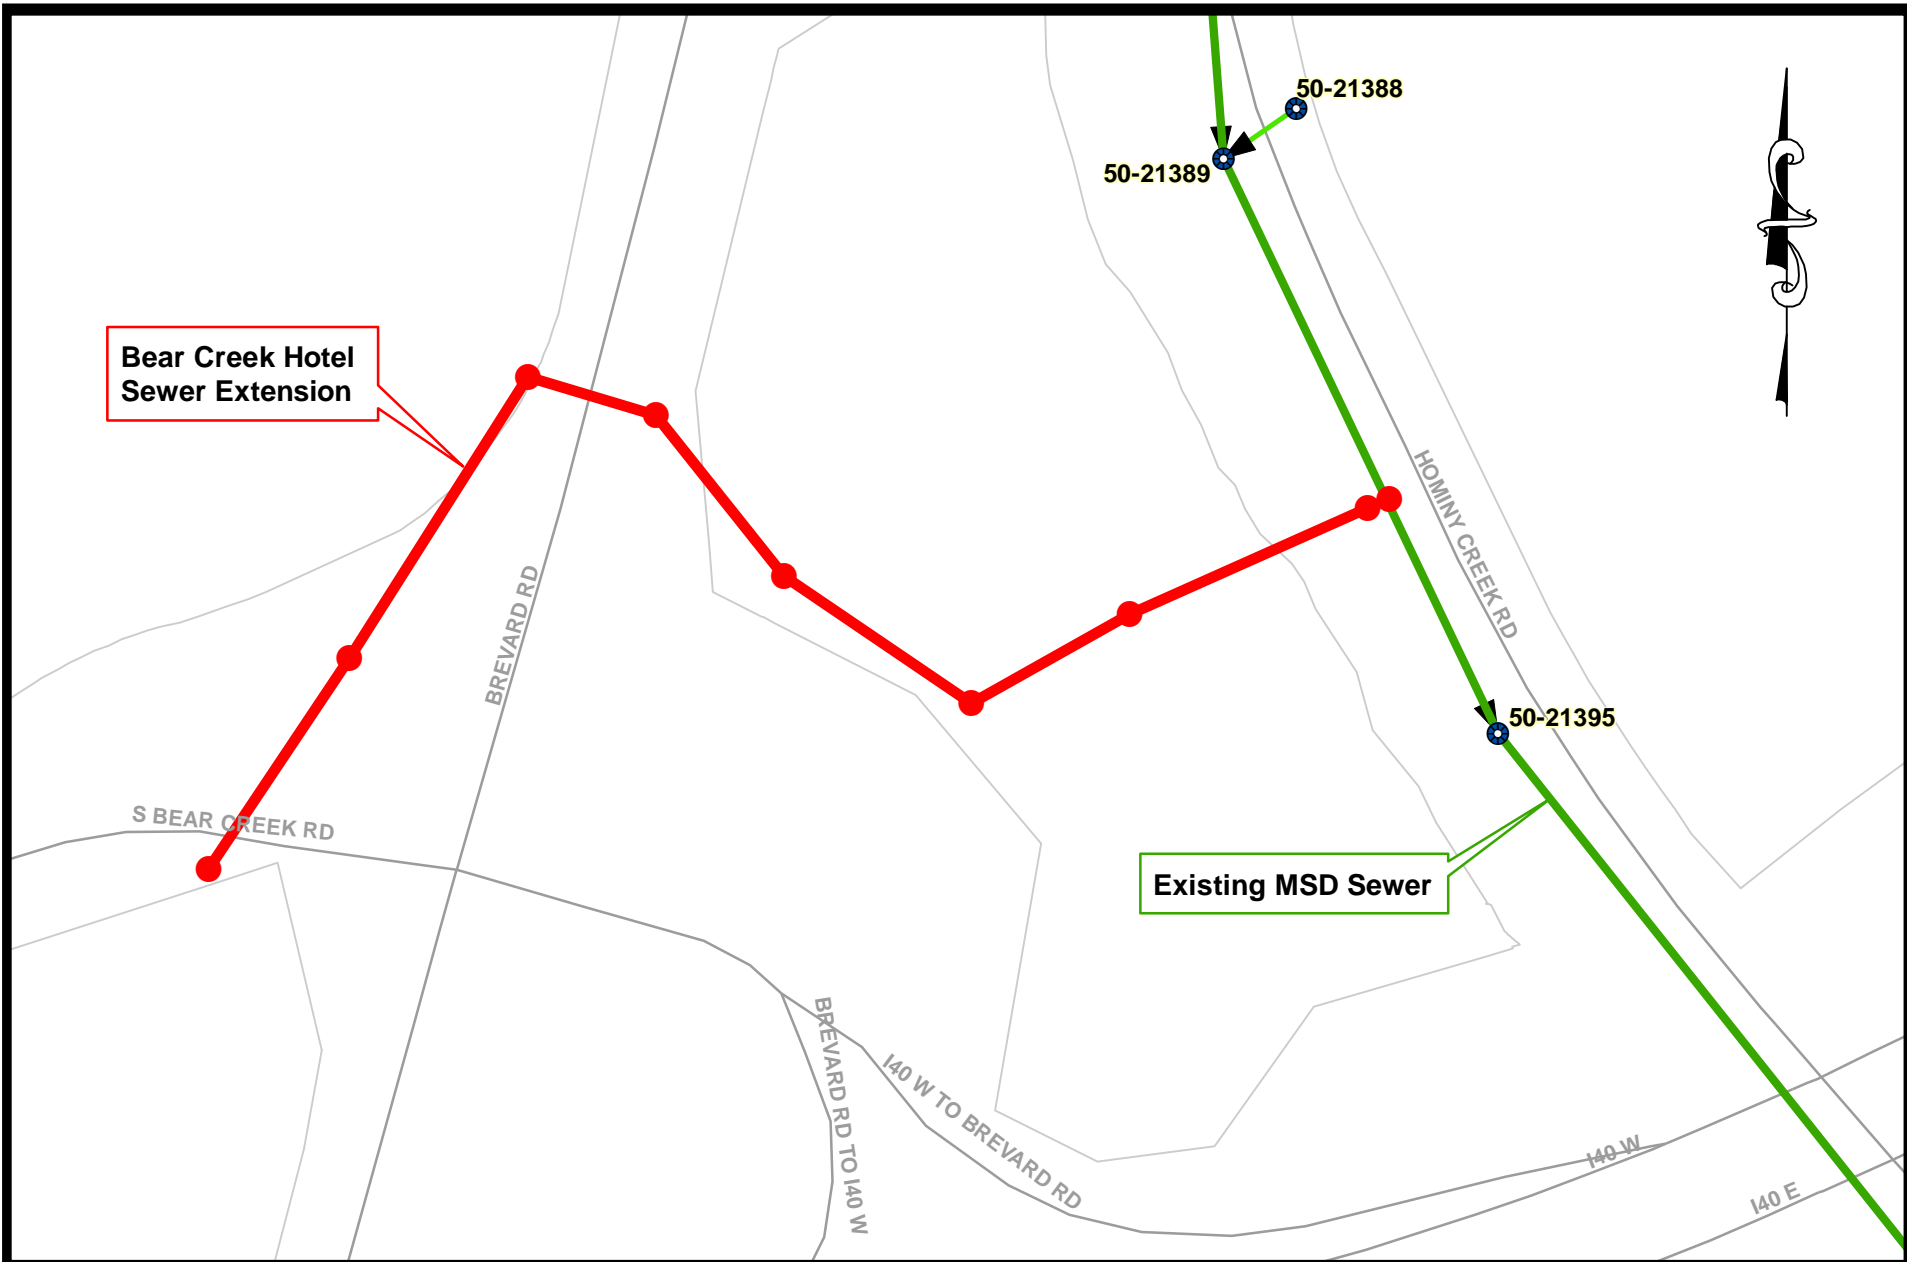 50-21388
50-21389
Bear Creek Hotel
Sewer Extension
HOMINY CREEK RD
BREVARD RD
50-21395
S BEAR CREEK RD
Existing MSD Sewer
BREVARD RD TO I40 W
I40 W TO BREVARD RD
I40 W
I40 E